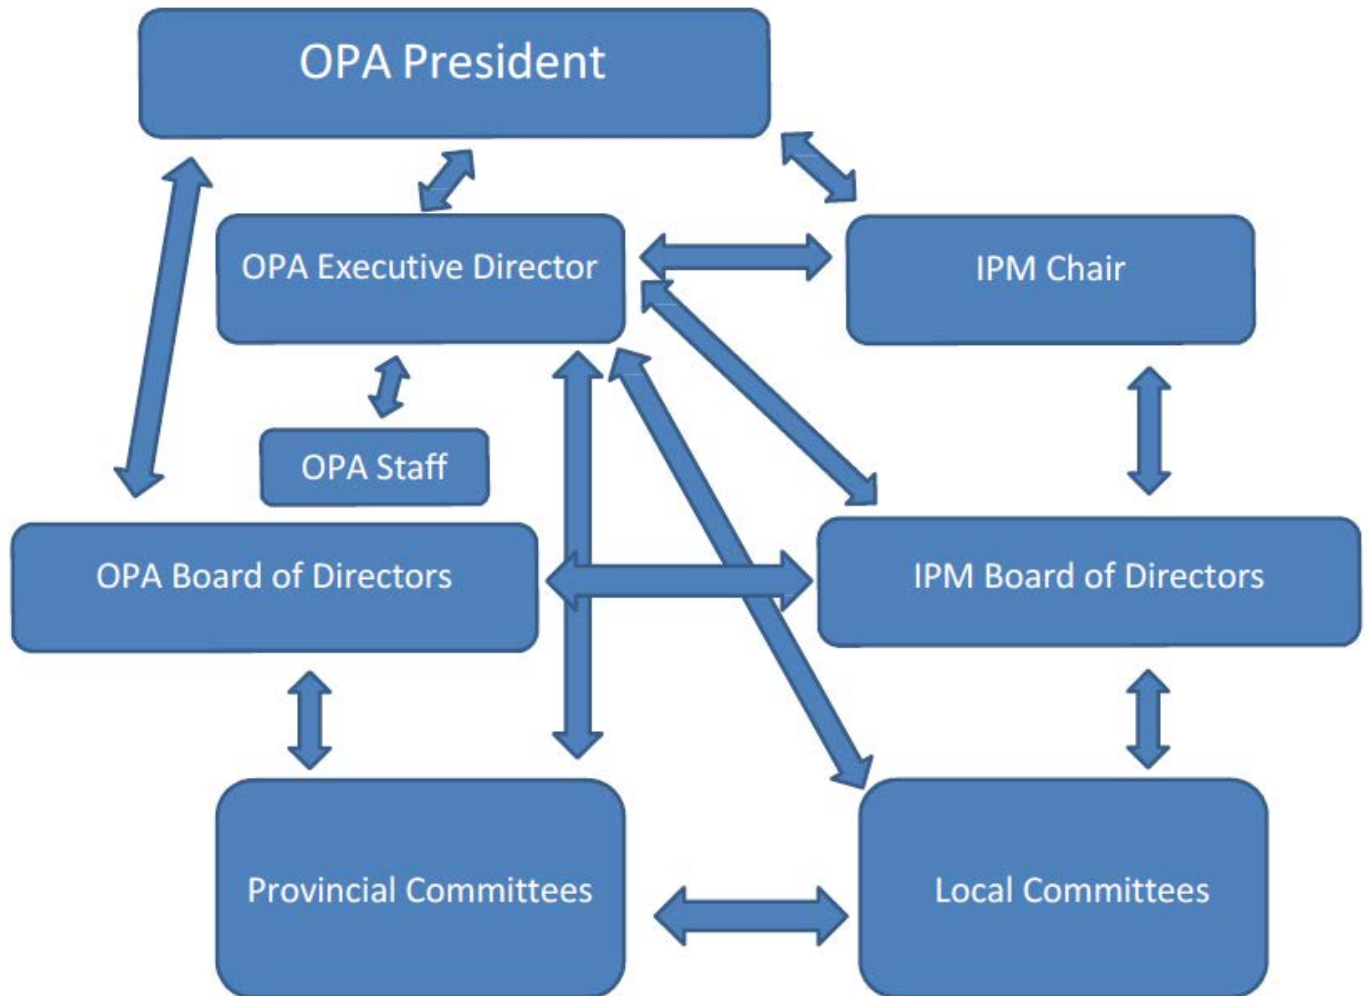 OPA President
OPA Executive Director
IPM Chair
OPA Staff
OPA Board of Directors
IPM Board of Directors
Provincial Committees
Local Committees